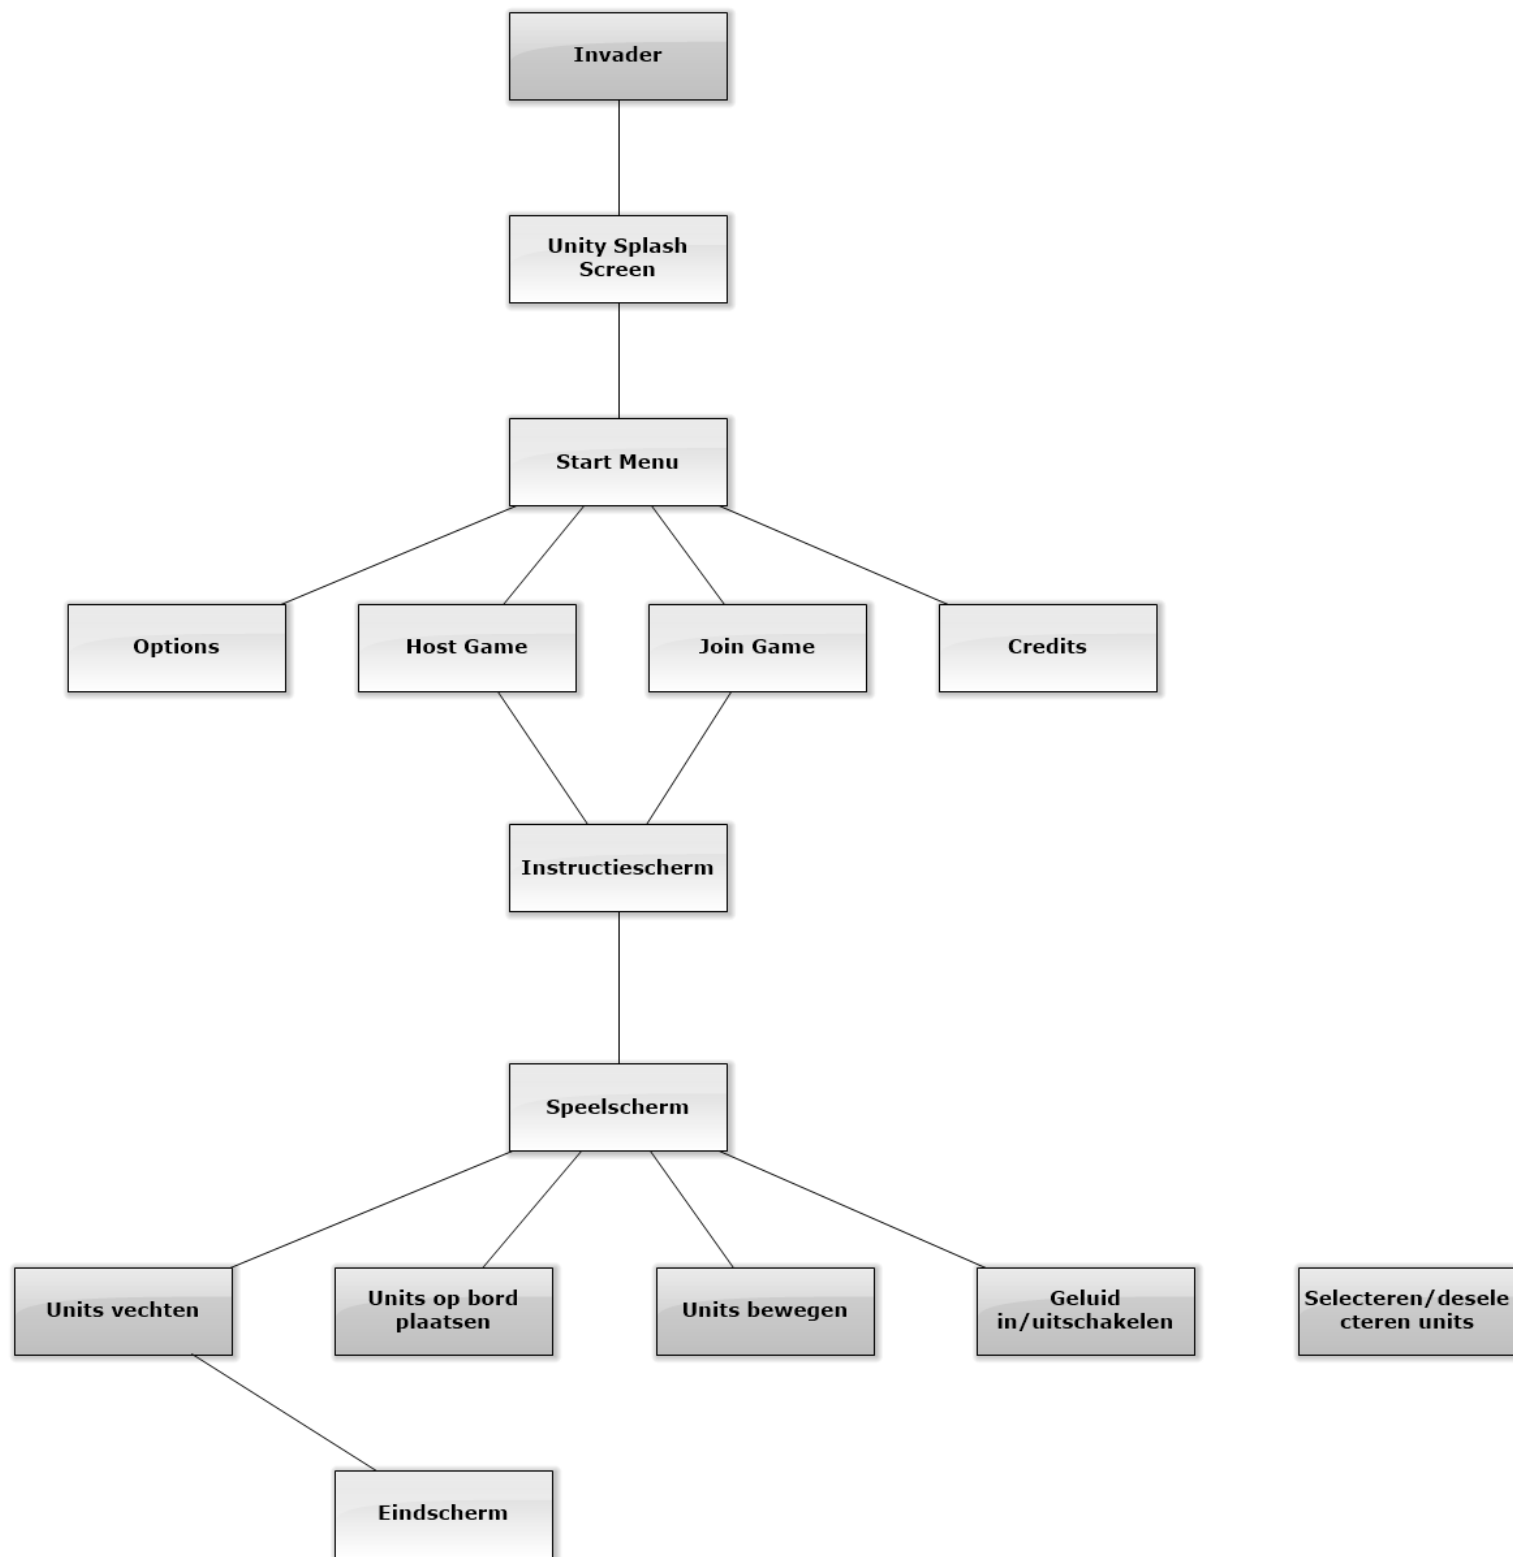 Invader
Unity Splash
Screen
Start Menu
Options
Host Game
Join Game
Credits
Instructiescherm
Speelscherm
Units vechten
Units op bord
plaatsen
Units bewegen
Geluid
in/uitschakelen
Selecteren/desele
cteren units
Eindscherm